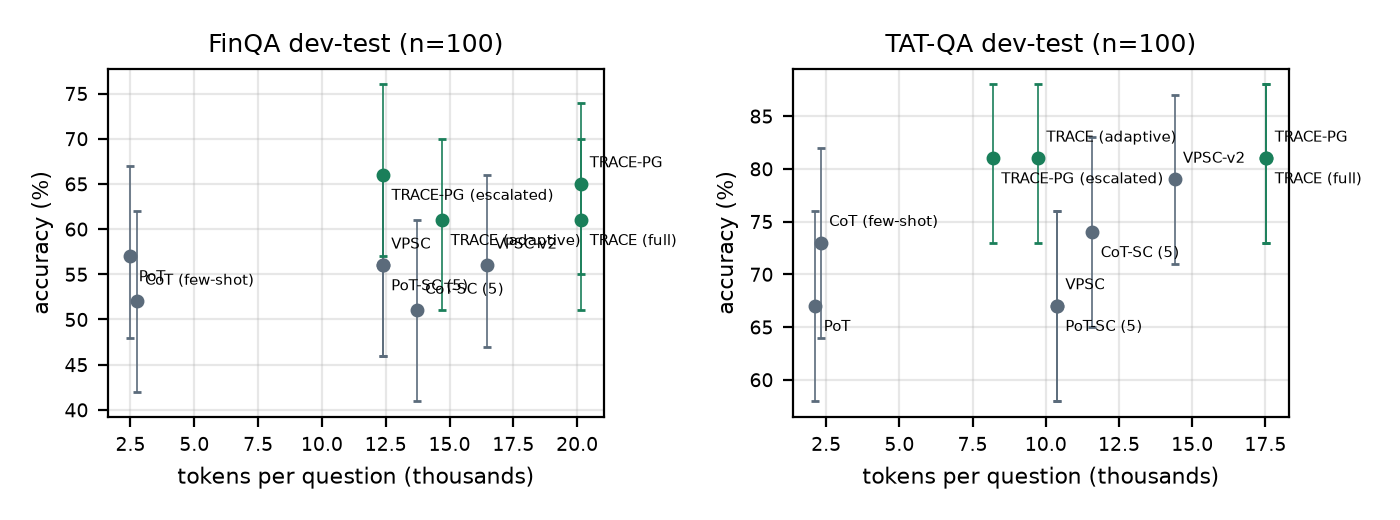 FinQA dev-test (n=100)
accuracy (%)
75
70
65
60
55
50
45
40
TRACE-PG
TRACE-PG (escalated)
VPSC
TRACE (adaptive)
VPSC-v2
TRACE (full)
PoT
CoT (few-shot)
PoT-SC (5)
CoT-SC (5)
2.5
5.0
7.5
10.0
12.5
15.0
17.5
20.0
tokens per question (thousands)
TAT-QA dev-test (n=100)
accuracy (%)
85
80
75
70
65
60
TRACE (adaptive)
TRACE-PG
VPSC-v2
TRACE-PG (escalated)
TRACE (full)
CoT (few-shot)
CoT-SC (5)
VPSC
PoT
PoT-SC (5)
2.5
5.0
7.5
10.0
12.5
15.0
17.5
tokens per question (thousands)